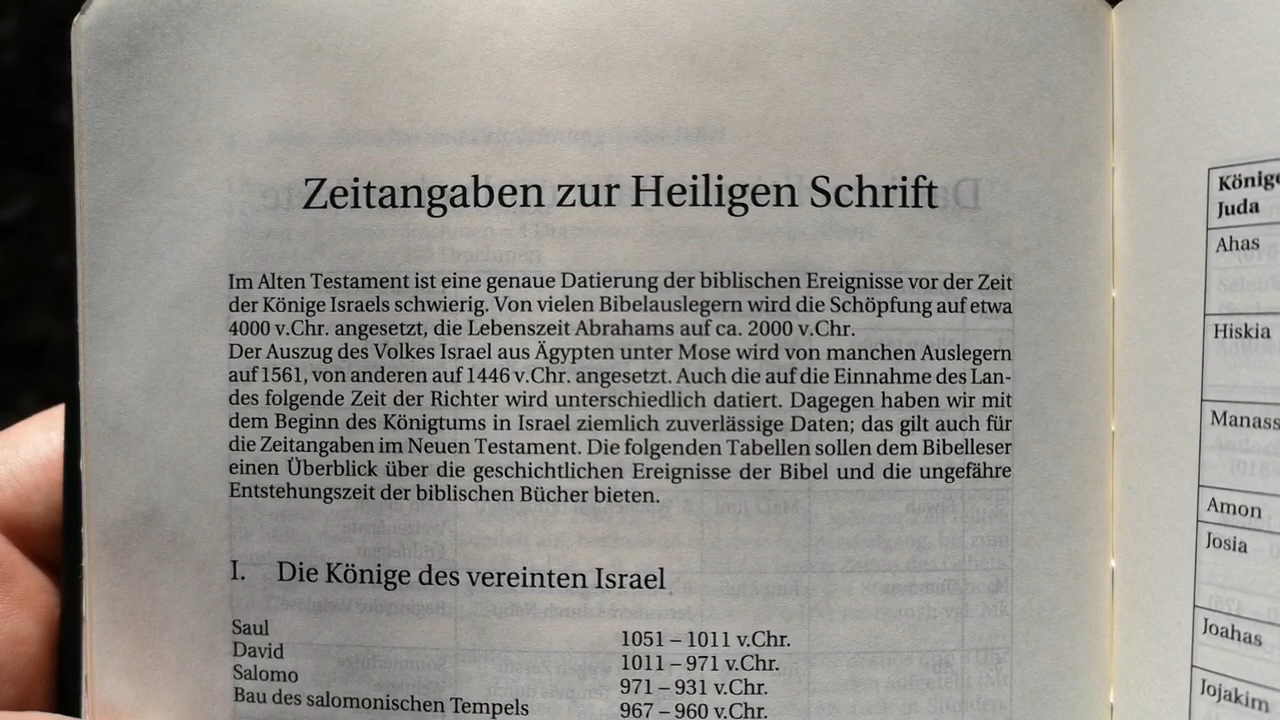 Zeitangaben zur Heiligen Schrift
Im Alten Testament ist eine genaue Datierung der biblischen Ereignisse vor der Zeit
der Könige Israels schwierig. Von vielen Bibelauslegern wird die Schöpfung auf etwa
4000 v.Chr. angesetzt, die Lebenszeit Abrahams auf ca. 2000 v.Chr.
Der Auszug des Volkes Israel aus Ägypten unter Mose wird von manchen Auslegern
auf 1561, von anderen auf 1446 v.Chr. angesetzt. Auch die auf die Einnahme des Lan-
des folgende Zeit der Richter wird unterschiedlich datiert. Dagegen haben wir mit
dem Beginn des Königtums in Israel ziemlich zuverlässige Daten; das gilt auch für
die Zeitangaben im Neuen Testament. Die folgenden Tabellen sollen dem Bibelleser
einen Überblick über die geschichtlichen Ereignisse der Bibel und die ungefähre
Entstehungszeit der biblischen Bücher bieten.
I. Die Könige des vereinten Israel
Saul 1051 – 1011 v.Chr.
David 1011 – 971 v.Chr.
Salomo 971 – 931 v.Chr.
Bau des salomonischen Tempels 967 – 960 v.Chr.
Könige
Juda
Ahas
Hiskia
Manass
Amon
Josia
Joahas
Jojakim